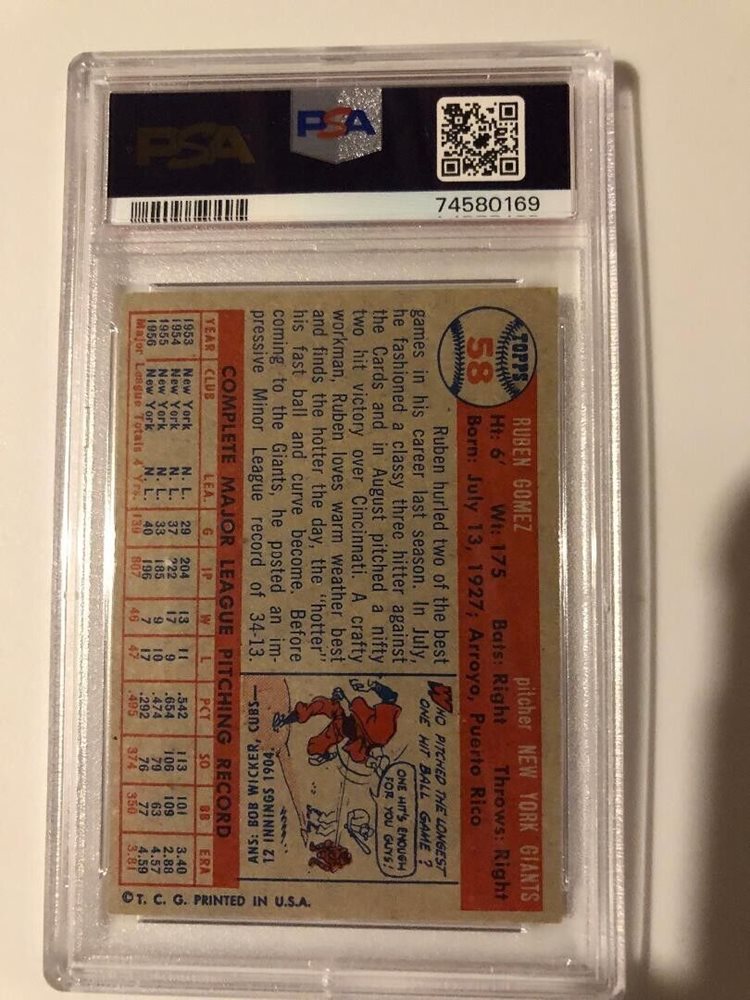 PSA
PSA
74580169
TOPPS
58
RUBEN GOMEZ pitcher NEW YORK GIANTS
Ht: 6' Wt: 175 Bats: Right Throws: Right
Born: July 13, 1927; Arroyo, Puerto Rico
Ruben hurled two of the best
games in his career last season. In July,
he fashioned a classy three hitter against
the Cards and in August pitched a nifty
two hit victory over Cincinnati. A crafty
workman, Ruben loves warm weather best
and finds the hotter the day, the "hotter"
his fast ball and curve become. Before
coming to the Giants, he posted an im-
pressive Minor League record of 34-13.
WHO PITCHED THE LONGEST
ONE HIT BALL GAME?
ONE HIT'S ENOUGH
FOR YOU GUYS!
ANS: BOB WICKER, CUBS—
12 INNINGS 1904.
COMPLETE MAJOR LEAGUE PITCHING RECORD
YEAR CLUB LEA. G IP W L PCT SO BB ERA
1953 New York N. L. 29 204 13 11 .542 113 101 3.40
1954 New York N. L. 37 222 17 9 .654 106 109 2.88
1955 New York N. L. 33 185 9 10 .474 79 63 4.57
1956 New York N. L. 40 196 7 17 .292 76 77 4.59
Major League Totals 4 Yrs. 139 807 46 47 .495 374 350 3.81
© T. C. G. PRINTED IN U.S.A.